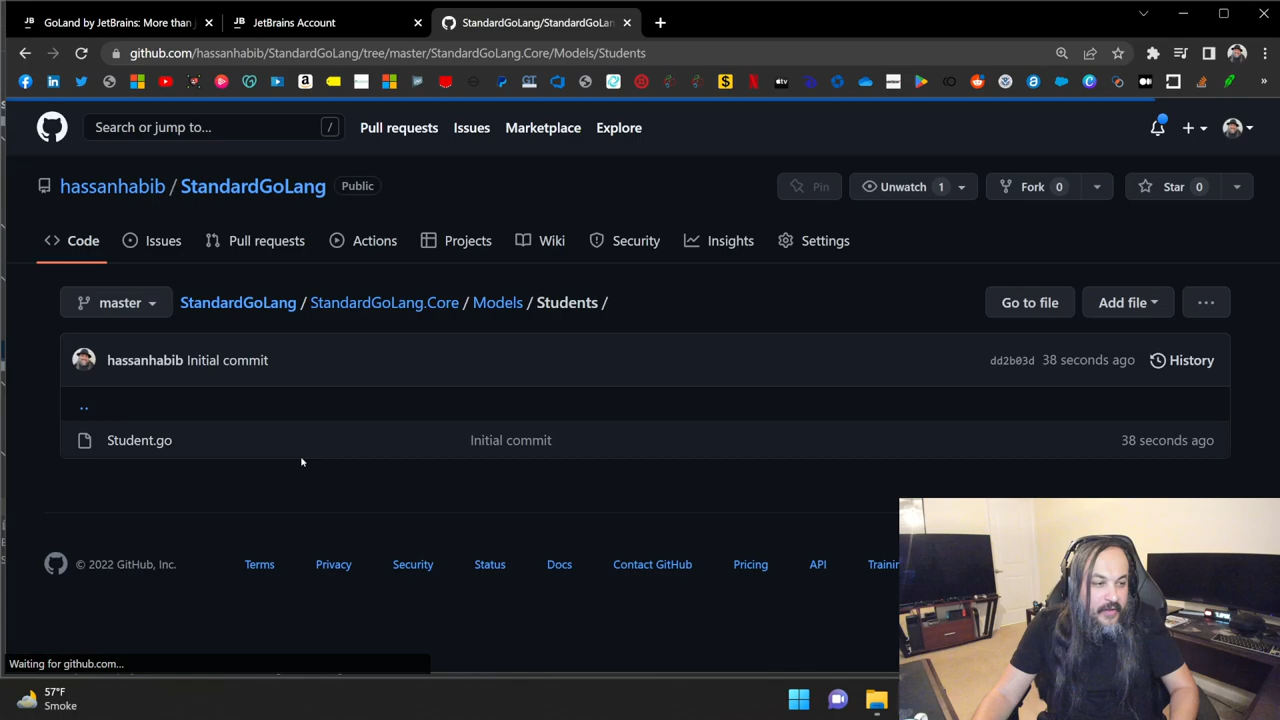 GoLand by JetBrains: More than
JetBrains Account
StandardGoLang/StandardGoLan
github.com/hassanhabib/StandardGoLang/tree/master/StandardGoLang.Core/Models/Students
Search or jump to...
/
Pull requests
Issues
Marketplace
Explore
hassanhabib / StandardGoLang
Public
Pin
Unwatch 1
Fork 0
Star 0
Code
Issues
Pull requests
Actions
Projects
Wiki
Security
Insights
Settings
master
StandardGoLang / StandardGoLang.Core / Models / Students /
Go to file
Add file
...
hassanhabib Initial commit
dd2b03d 38 seconds ago
History
..
Student.go
Initial commit
38 seconds ago
© 2022 GitHub, Inc.
Terms
Privacy
Security
Status
Docs
Contact GitHub
Pricing
API
Trainin
Waiting for github.com...
57°F
Smoke